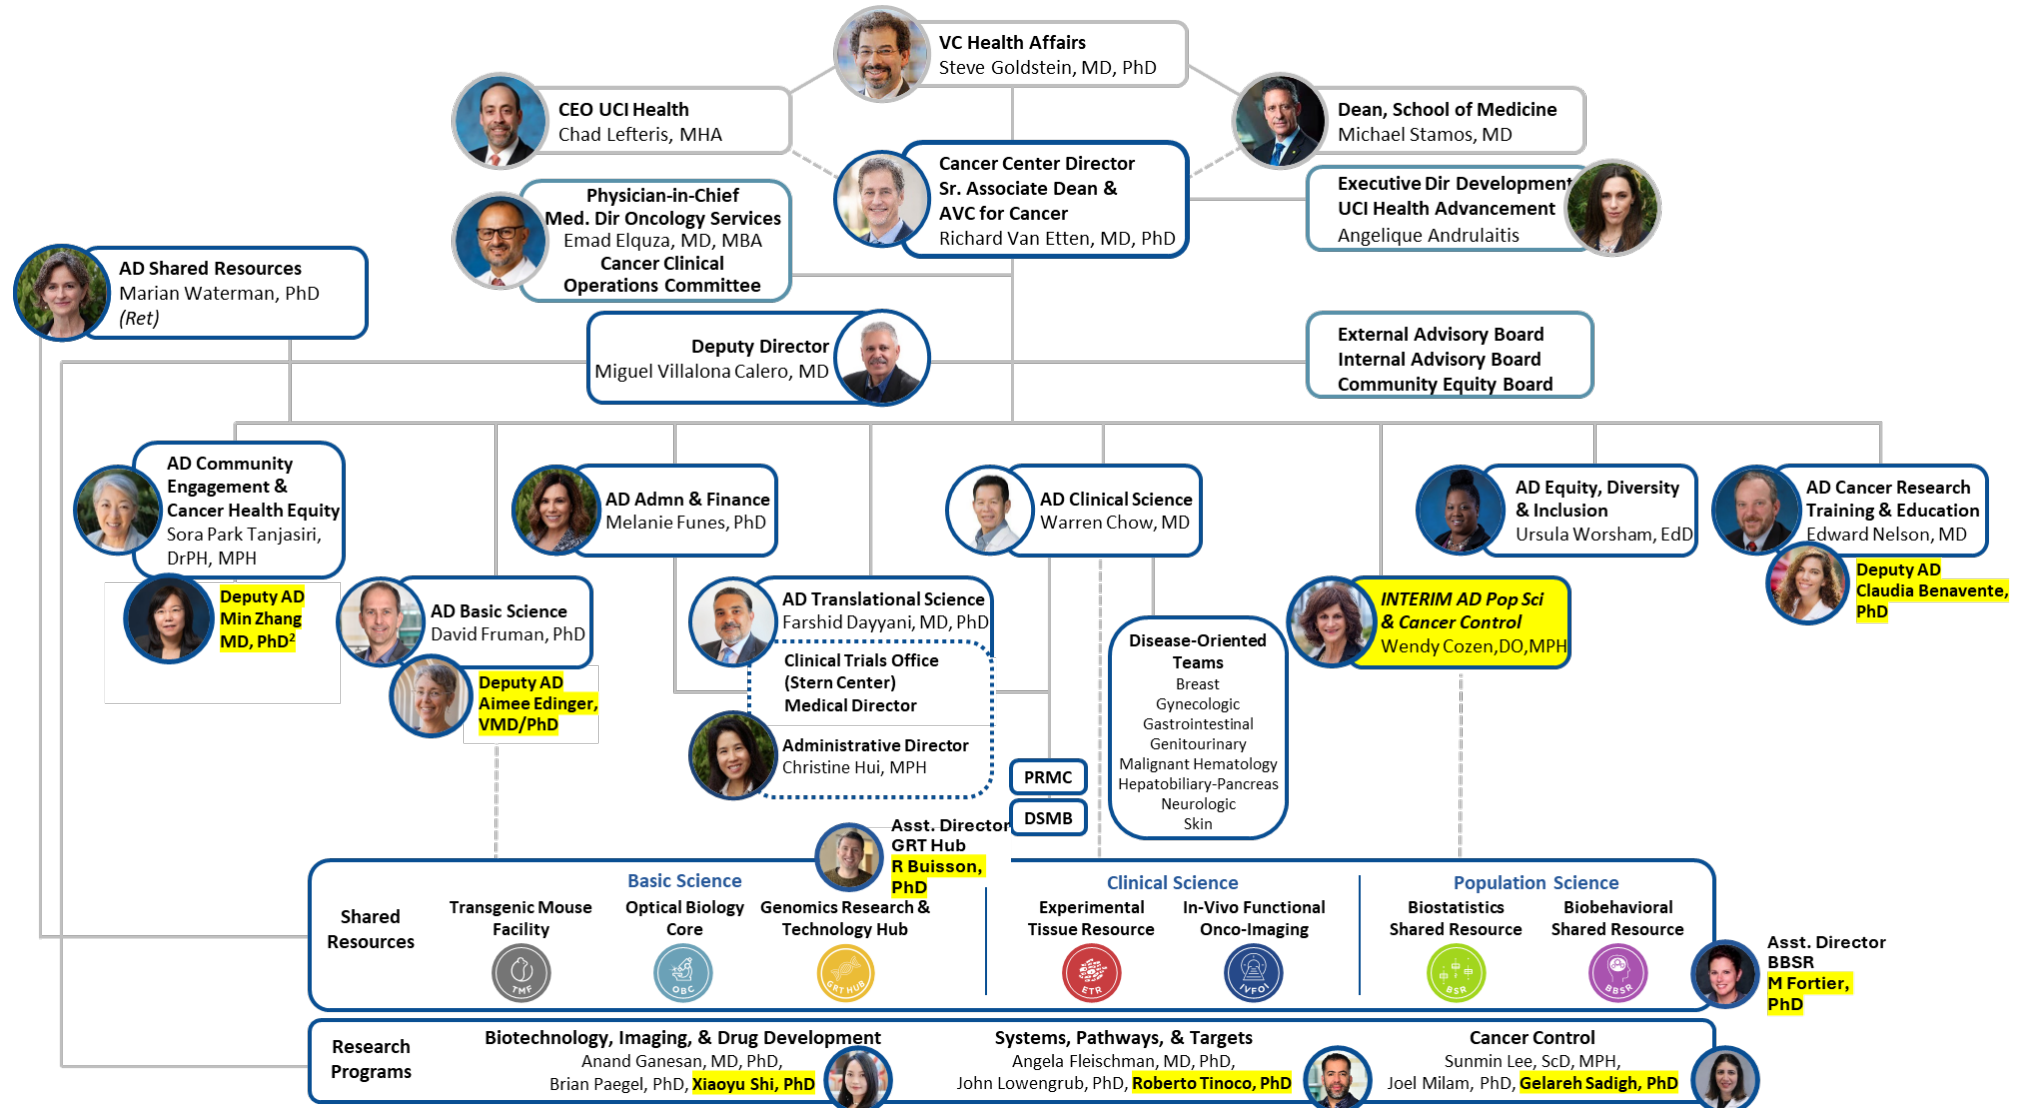 VC Health Affairs
Steve Goldstein, MD, PhD
CEO UCI Health
Chad Lefteris, MHA
Dean, School of Medicine
Michael Stamos, MD
Cancer Center Director
Sr. Associate Dean &
AVC for Cancer
Richard Van Etten, MD, PhD
Physician-in-Chief
Med. Dir Oncology Services
Emad Elquza, MD, MBA
Cancer Clinical
Operations Committee
Executive Dir Development
UCI Health Advancement
Angelique Andrulaitis
AD Shared Resources
Marian Waterman, PhD
(Ret)
Deputy Director
Miguel Villalona Calero, MD
External Advisory Board
Internal Advisory Board
Community Equity Board
AD Community
Engagement &
Cancer Health Equity
Sora Park Tanjasiri,
DrPH, MPH
Deputy AD
Min Zhang
MD, PhD²
AD Basic Science
David Fruman, PhD
Deputy AD
Aimee Edinger,
VMD/PhD
AD Admn & Finance
Melanie Funes, PhD
AD Translational Science
Farshid Dayyani, MD, PhD
Clinical Trials Office
(Stern Center)
Medical Director
Administrative Director
Christine Hui, MPH
AD Clinical Science
Warren Chow, MD
PRMC
DSMB
Disease-Oriented
Teams
Breast
Gynecologic
Gastrointestinal
Genitourinary
Malignant Hematology
Hepatobiliary-Pancreas
Neurologic
Skin
INTERIM AD Pop Sci
& Cancer Control
Wendy Cozen,DO,MPH
AD Equity, Diversity
& Inclusion
Ursula Worsham, EdD
AD Cancer Research
Training & Education
Edward Nelson, MD
Deputy AD
Claudia Benavente,
PhD
Asst. Director
GRT Hub
R Buisson,
PhD
Shared
Resources
Basic Science
Transgenic Mouse
Facility
TMF
Optical Biology
Core
OBC
Genomics Research &
Technology Hub
GRT HUB
Clinical Science
Experimental
Tissue Resource
ETR
In-Vivo Functional
Onco-Imaging
IVFOI
Population Science
Biostatistics
Shared Resource
BSR
Biobehavioral
Shared Resource
BBSR
Asst. Director
BBSR
M Fortier,
PhD
Research
Programs
Biotechnology, Imaging, & Drug Development
Anand Ganesan, MD, PhD,
Brian Paegel, PhD, Xiaoyu Shi, PhD
Systems, Pathways, & Targets
Angela Fleischman, MD, PhD,
John Lowengrub, PhD, Roberto Tinoco, PhD
Cancer Control
Sunmin Lee, ScD, MPH,
Joel Milam, PhD, Gelareh Sadigh, PhD